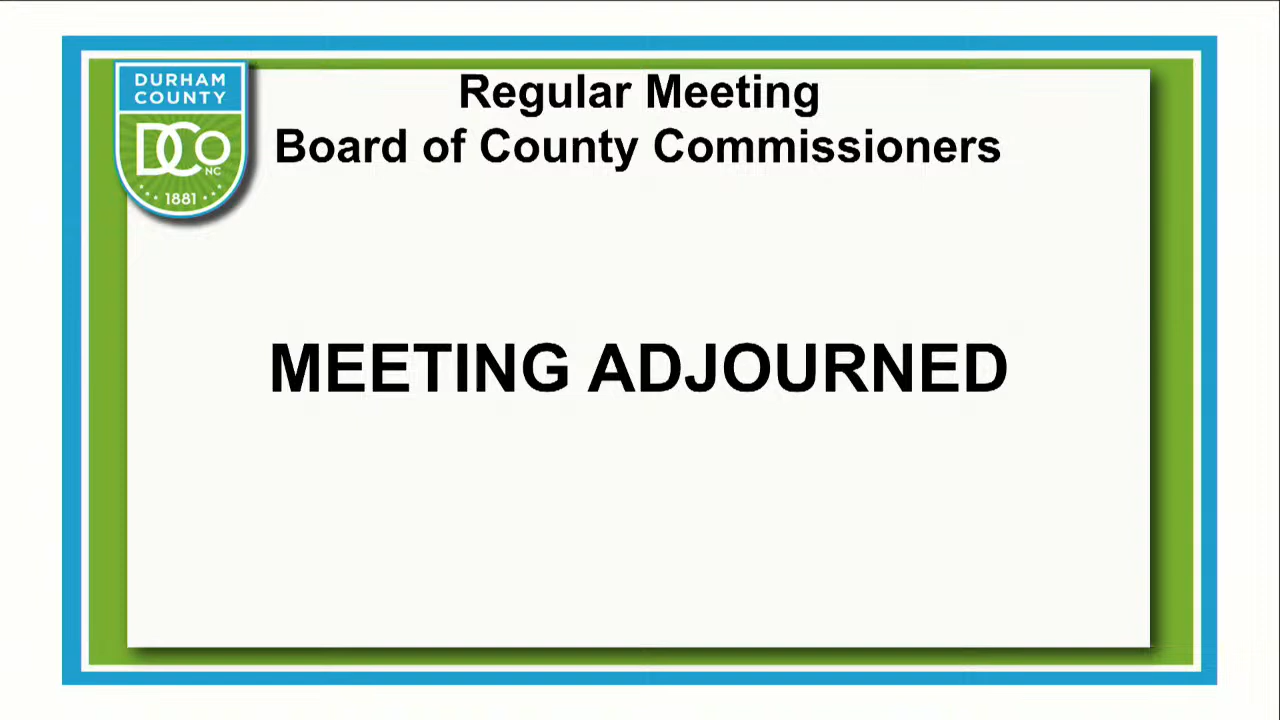 DURHAM
COUNTY
DCO
NC
1881
Regular Meeting
Board of County Commissioners
MEETING ADJOURNED